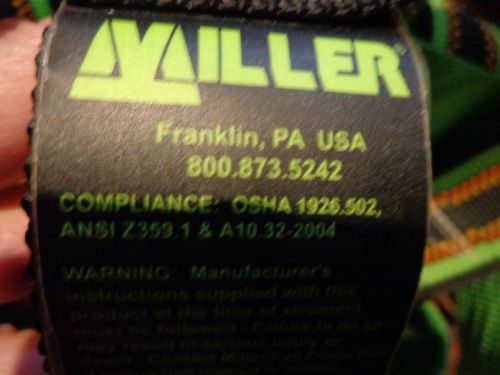 MILLER®
Franklin, PA USA
800.873.5242
COMPLIANCE: OSHA 1926.502,
ANSI Z359.1 & A10.32-2004
WARNING: Manufacturer's
instructions supplied with this
product at the time of shipment
must be followed - Failure to do so
may result in serious injury or
death. Contact Miller Fall Protection